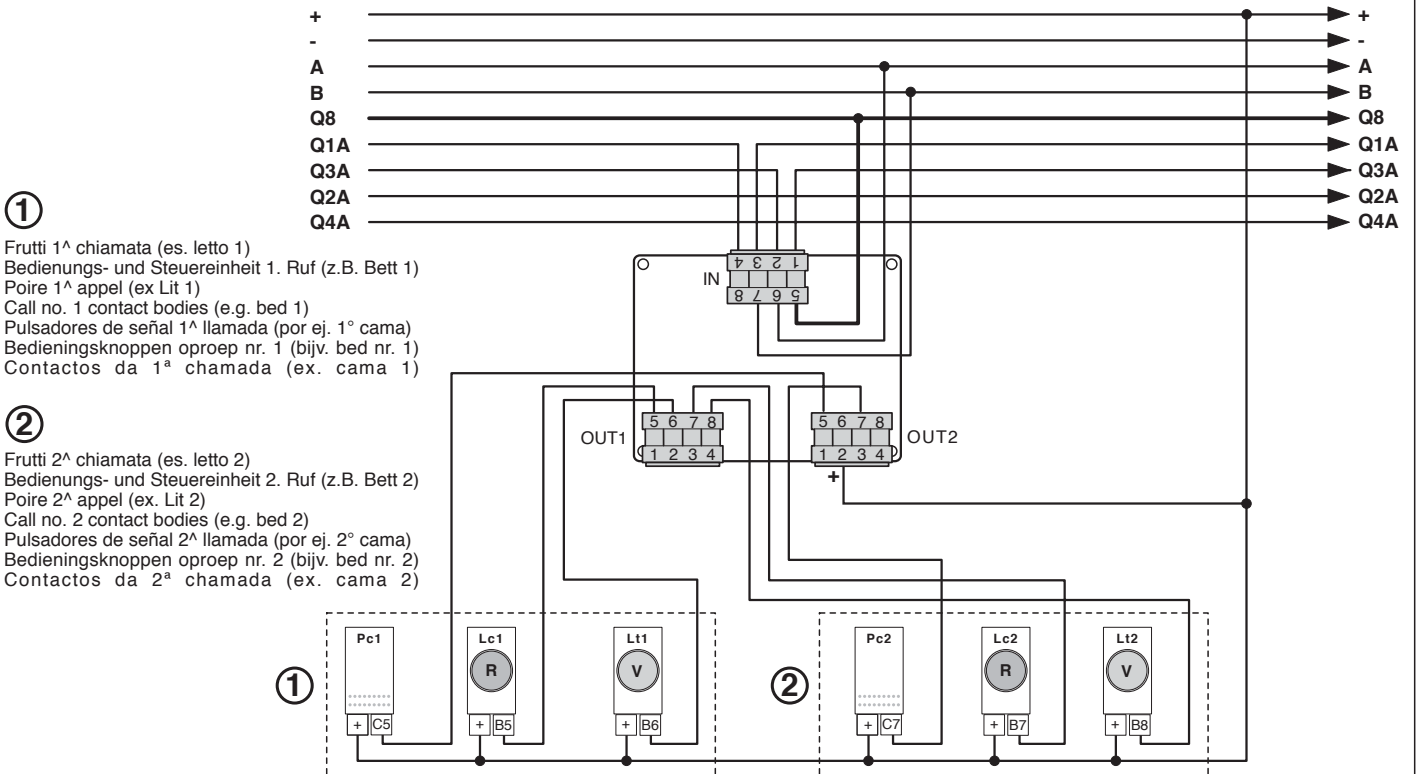 + +
- -
A A
B B
Q8 Q8
Q1A Q1A
Q3A Q3A
Q2A Q2A
Q4A Q4A
1
Frutti 1^ chiamata (es. letto 1)
Bedienungs- und Steuereinheit 1. Ruf (z.B. Bett 1)
Poire 1^ appel (ex Lit 1)
Call no. 1 contact bodies (e.g. bed 1)
Pulsadores de señal 1^ llamada (por ej. 1° cama)
Bedieningsknoppen oproep nr. 1 (bijv. bed nr. 1)
Contactos da 1ª chamada (ex. cama 1)
2
Frutti 2^ chiamata (es. letto 2)
Bedienungs- und Steuereinheit 2. Ruf (z.B. Bett 2)
Poire 2^ appel (ex. Lit 2)
Call no. 2 contact bodies (e.g. bed 2)
Pulsadores de señal 2^ llamada (por ej. 2° cama)
Bedieningsknoppen oproep nr. 2 (bijv. bed nr. 2)
Contactos da 2ª chamada (ex. cama 2)
4 3 2 1
IN
8 7 6 5
5 6 7 8
OUT1
1 2 3 4
5 6 7 8
OUT2
1 2 3 4
+
1
Pc1
+ C5
Lc1
R
+ B5
Lt1
V
+ B6
2
Pc2
+ C7
Lc2
R
+ B7
Lt2
V
+ B8